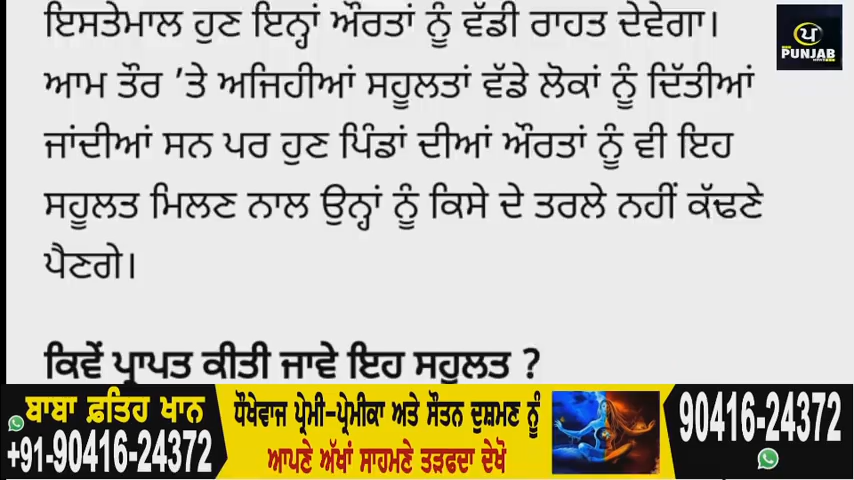 ਇਸਤੇਮਾਲ ਹੁਣ ਇਨ੍ਹਾਂ ਔਰਤਾਂ ਨੂੰ ਵੱਡੀ ਰਾਹਤ ਦੇਵੇਗਾ।
ਆਮ ਤੌਰ 'ਤੇ ਅਜਿਹੀਆਂ ਸਹੂਲਤਾਂ ਵੱਡੇ ਲੋਕਾਂ ਨੂੰ ਦਿੱਤੀਆਂ
ਜਾਂਦੀਆਂ ਸਨ ਪਰ ਹੁਣ ਪਿੰਡਾਂ ਦੀਆਂ ਔਰਤਾਂ ਨੂੰ ਵੀ ਇਹ
ਸਹੂਲਤ ਮਿਲਣ ਨਾਲ ਉਨ੍ਹਾਂ ਨੂੰ ਕਿਸੇ ਦੇ ਤਰਲੇ ਨਹੀਂ ਕੱਢਣੇ
ਪੈਣਗੇ।
ਕਿਵੇਂ ਪ੍ਰਾਪਤ ਕੀਤੀ ਜਾਵੇ ਇਹ ਸਹੂਲਤ ?
ਪ
PUNJAB
ਬਾਬਾ ਫ਼ਤਿਹ ਖਾਨ
+91-90416-24372
ਧੌਖੇਵਾਜ ਪ੍ਰੇਮੀ-ਪ੍ਰੇਮੀਕਾ ਅਤੇ ਸੌਤਨ ਦੁਸ਼ਮਣ ਨੂੰ
ਆਪਣੇ ਅੱਖਾਂ ਸਾਹਮਣੇ ਤੜਫਦਾ ਦੇਖੋ
90416-24372